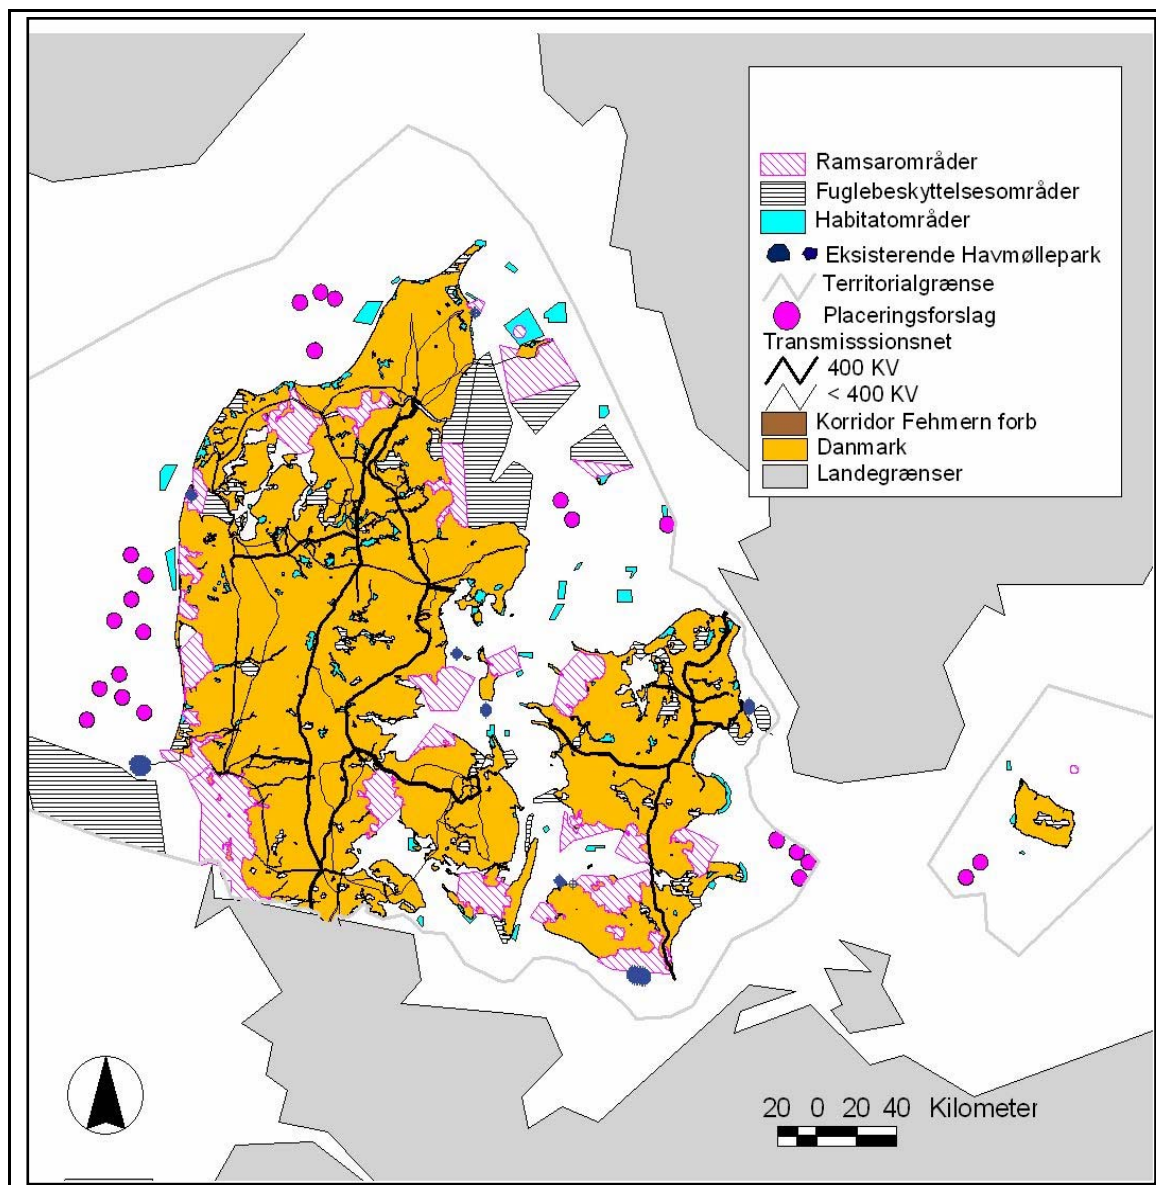 Ramsarområder
Fuglebeskyttelsesområder
Habitatområder
Eksisterende Havmøllepark
Territorialgrænse
Placeringsforslag
Transmisssionsnet
400 KV
< 400 KV
Korridor Fehmern forb
Danmark
Landegrænser
20 0 20 40 Kilometer